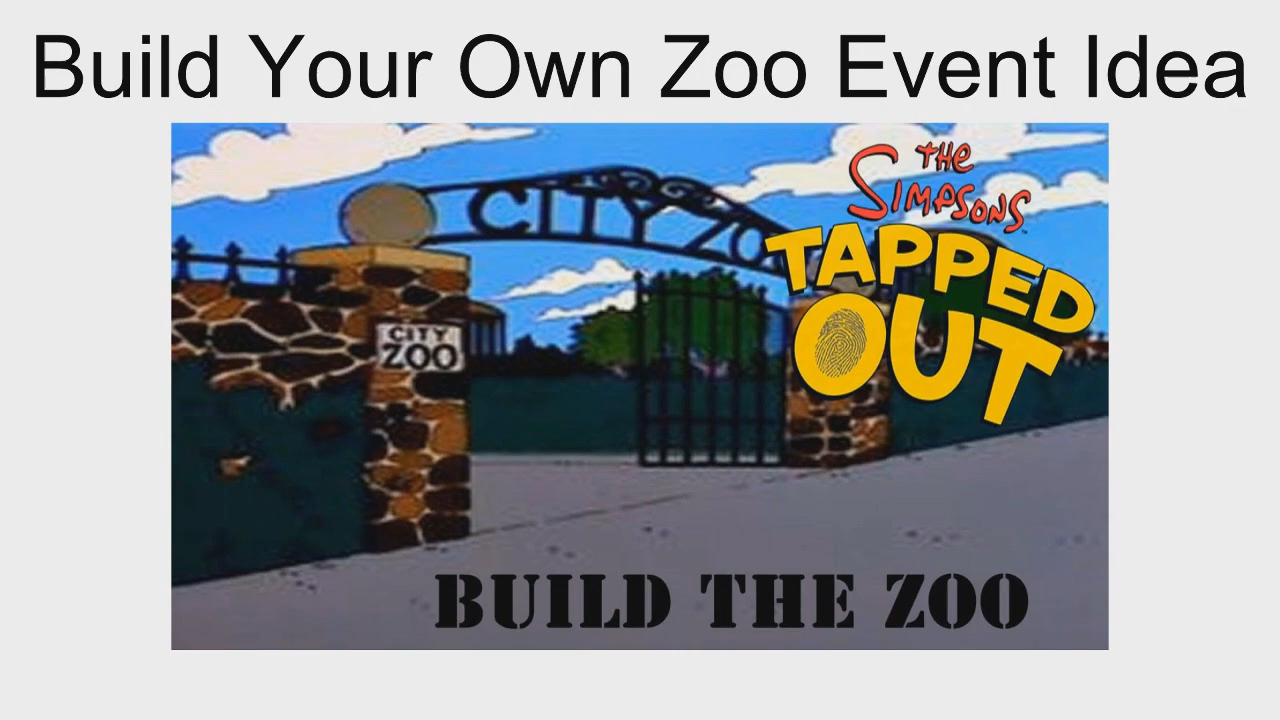 Build Your Own Zoo Event Idea
THE
SIMPSONS
TAPPED
OUT
CITY ZO
CITY
ZOO
BUILD THE ZOO